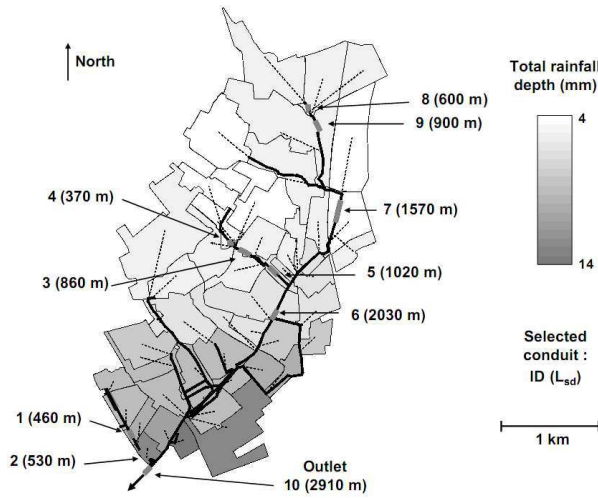 North
8 (600 m)
9 (900 m)
4 (370 m)
7 (1570 m)
3 (860 m)
5 (1020 m)
6 (2030 m)
1 (460 m)
2 (530 m)
Outlet
10 (2910 m)
Total rainfall
depth (mm)
4
14
Selected
conduit :
ID (Lsd)
1 km